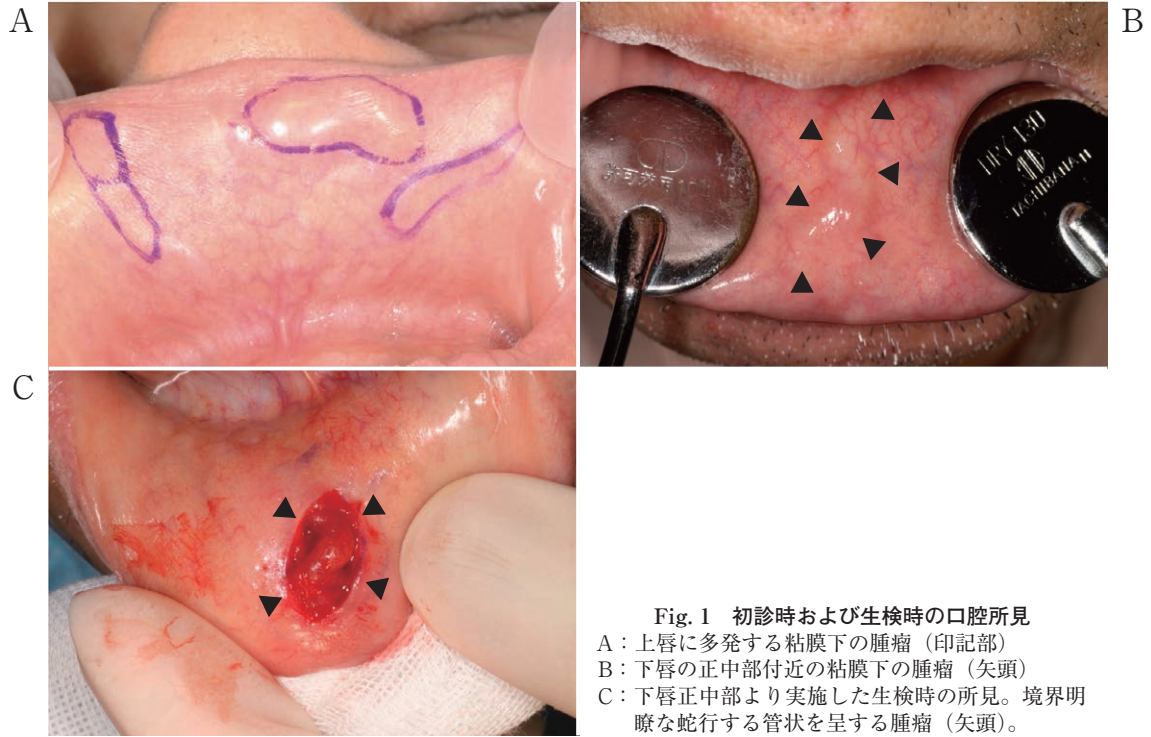 A
B
DRY 130
C
Fig. 1 初診時および生検時の口腔所見
A：上唇に多発する粘膜下の腫瘤（印記部）
B：下唇の正中部付近の粘膜下の腫瘤（矢頭）
C：下唇正中部より実施した生検時の所見。境界明
瞭な蛇行する管状を呈する腫瘤（矢頭）。